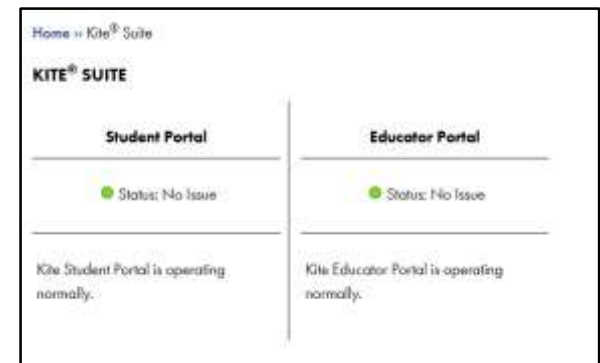 Home » Kite® Suite
KITE® SUITE
Student Portal
Educator Portal
Status: No Issue
Status: No Issue
Kite Student Portal is operating
normally.
Kite Educator Portal is operating
normally.